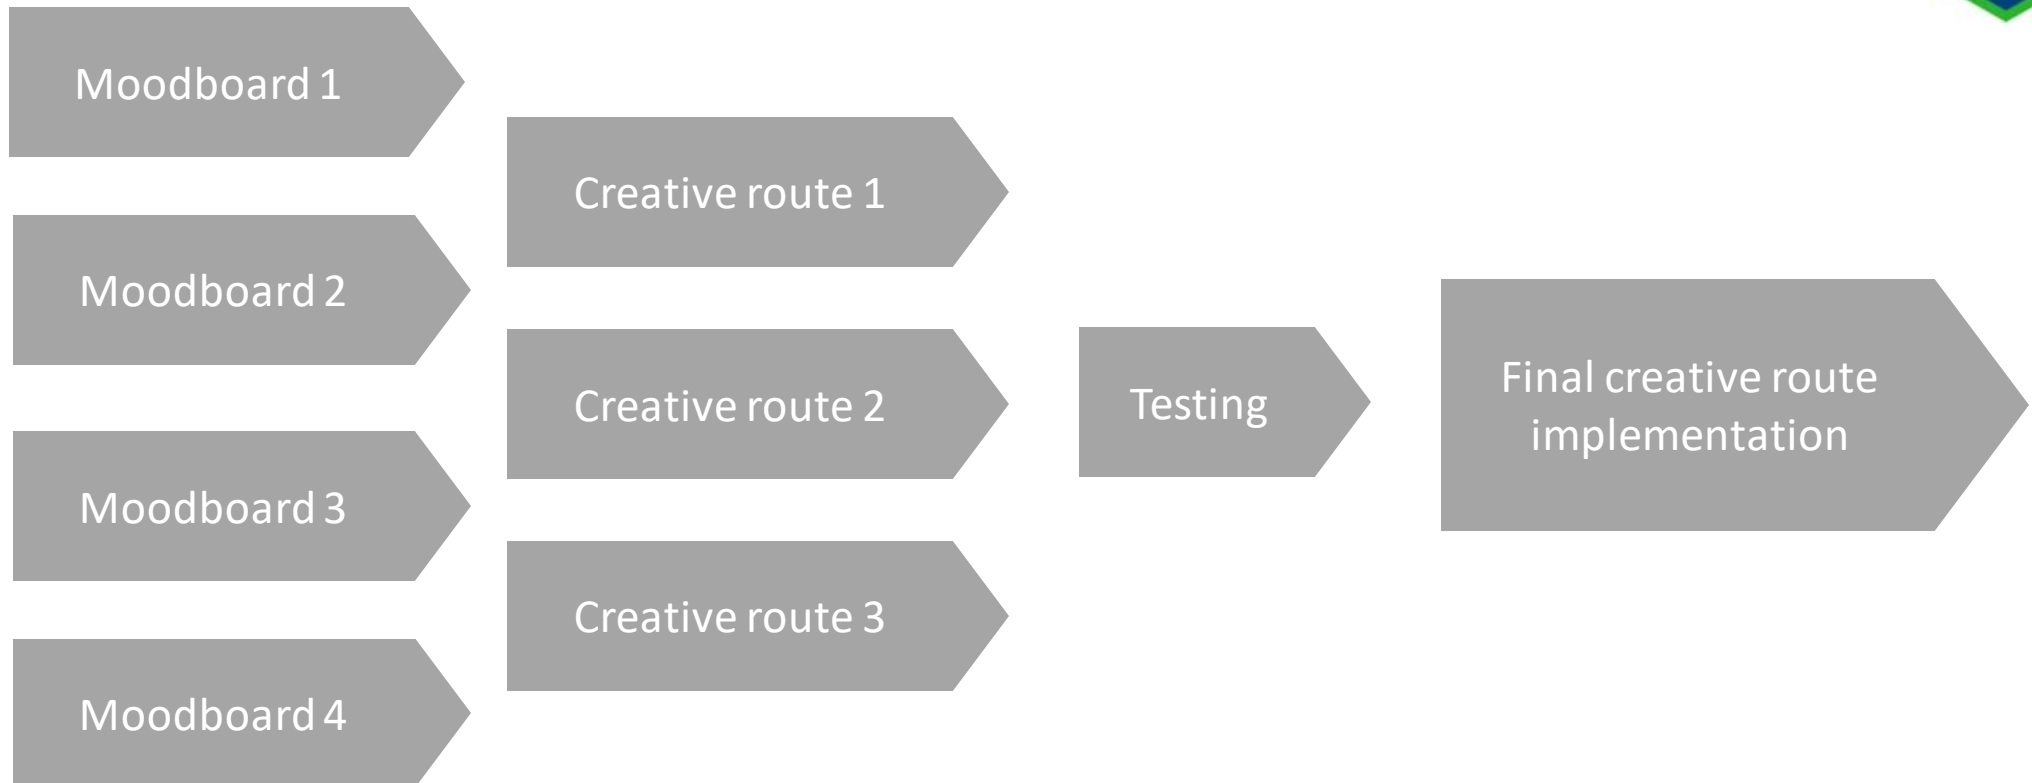 Moodboard 1
Moodboard 2
Moodboard 3
Moodboard 4
Creative route 1
Creative route 2
Creative route 3
Testing
Final creative route
implementation